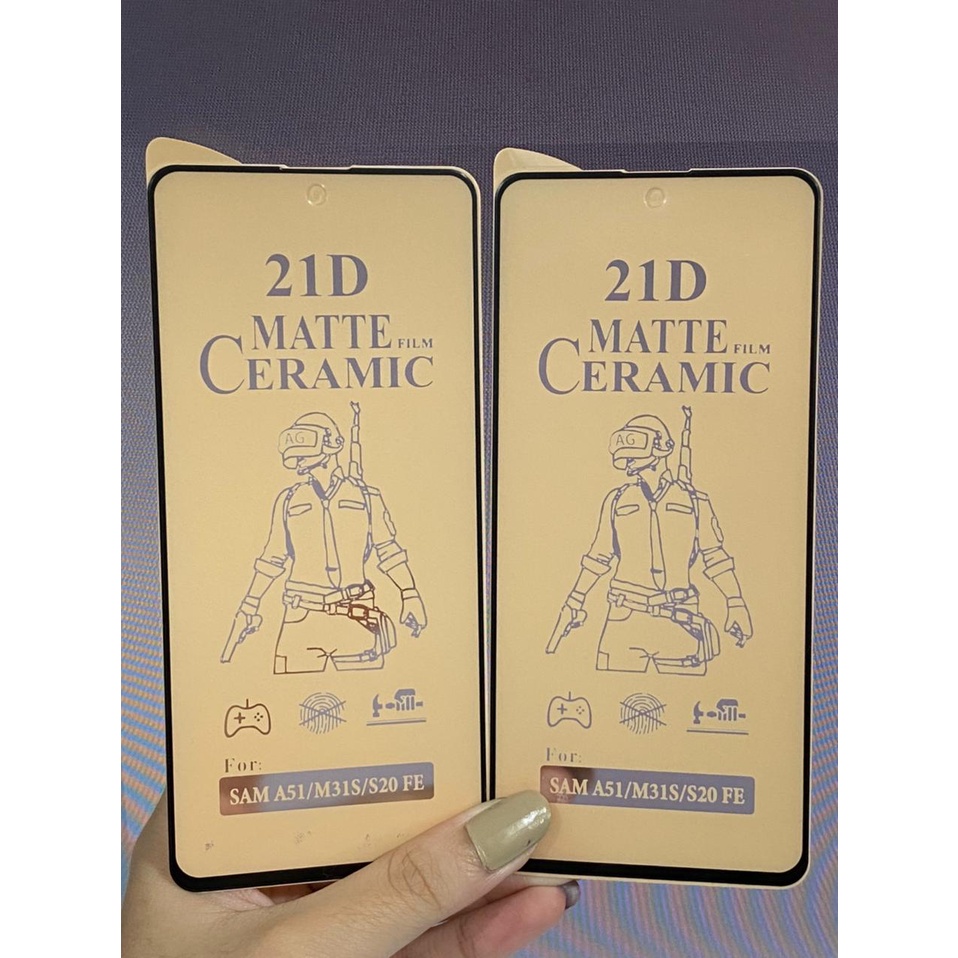 21D
MATTE FILM
CERAMIC
AG
For:
SAM A51/M31S/S20 FE
21D
MATTE FILM
CERAMIC
AG
For:
SAM A51/M31S/S20 FE